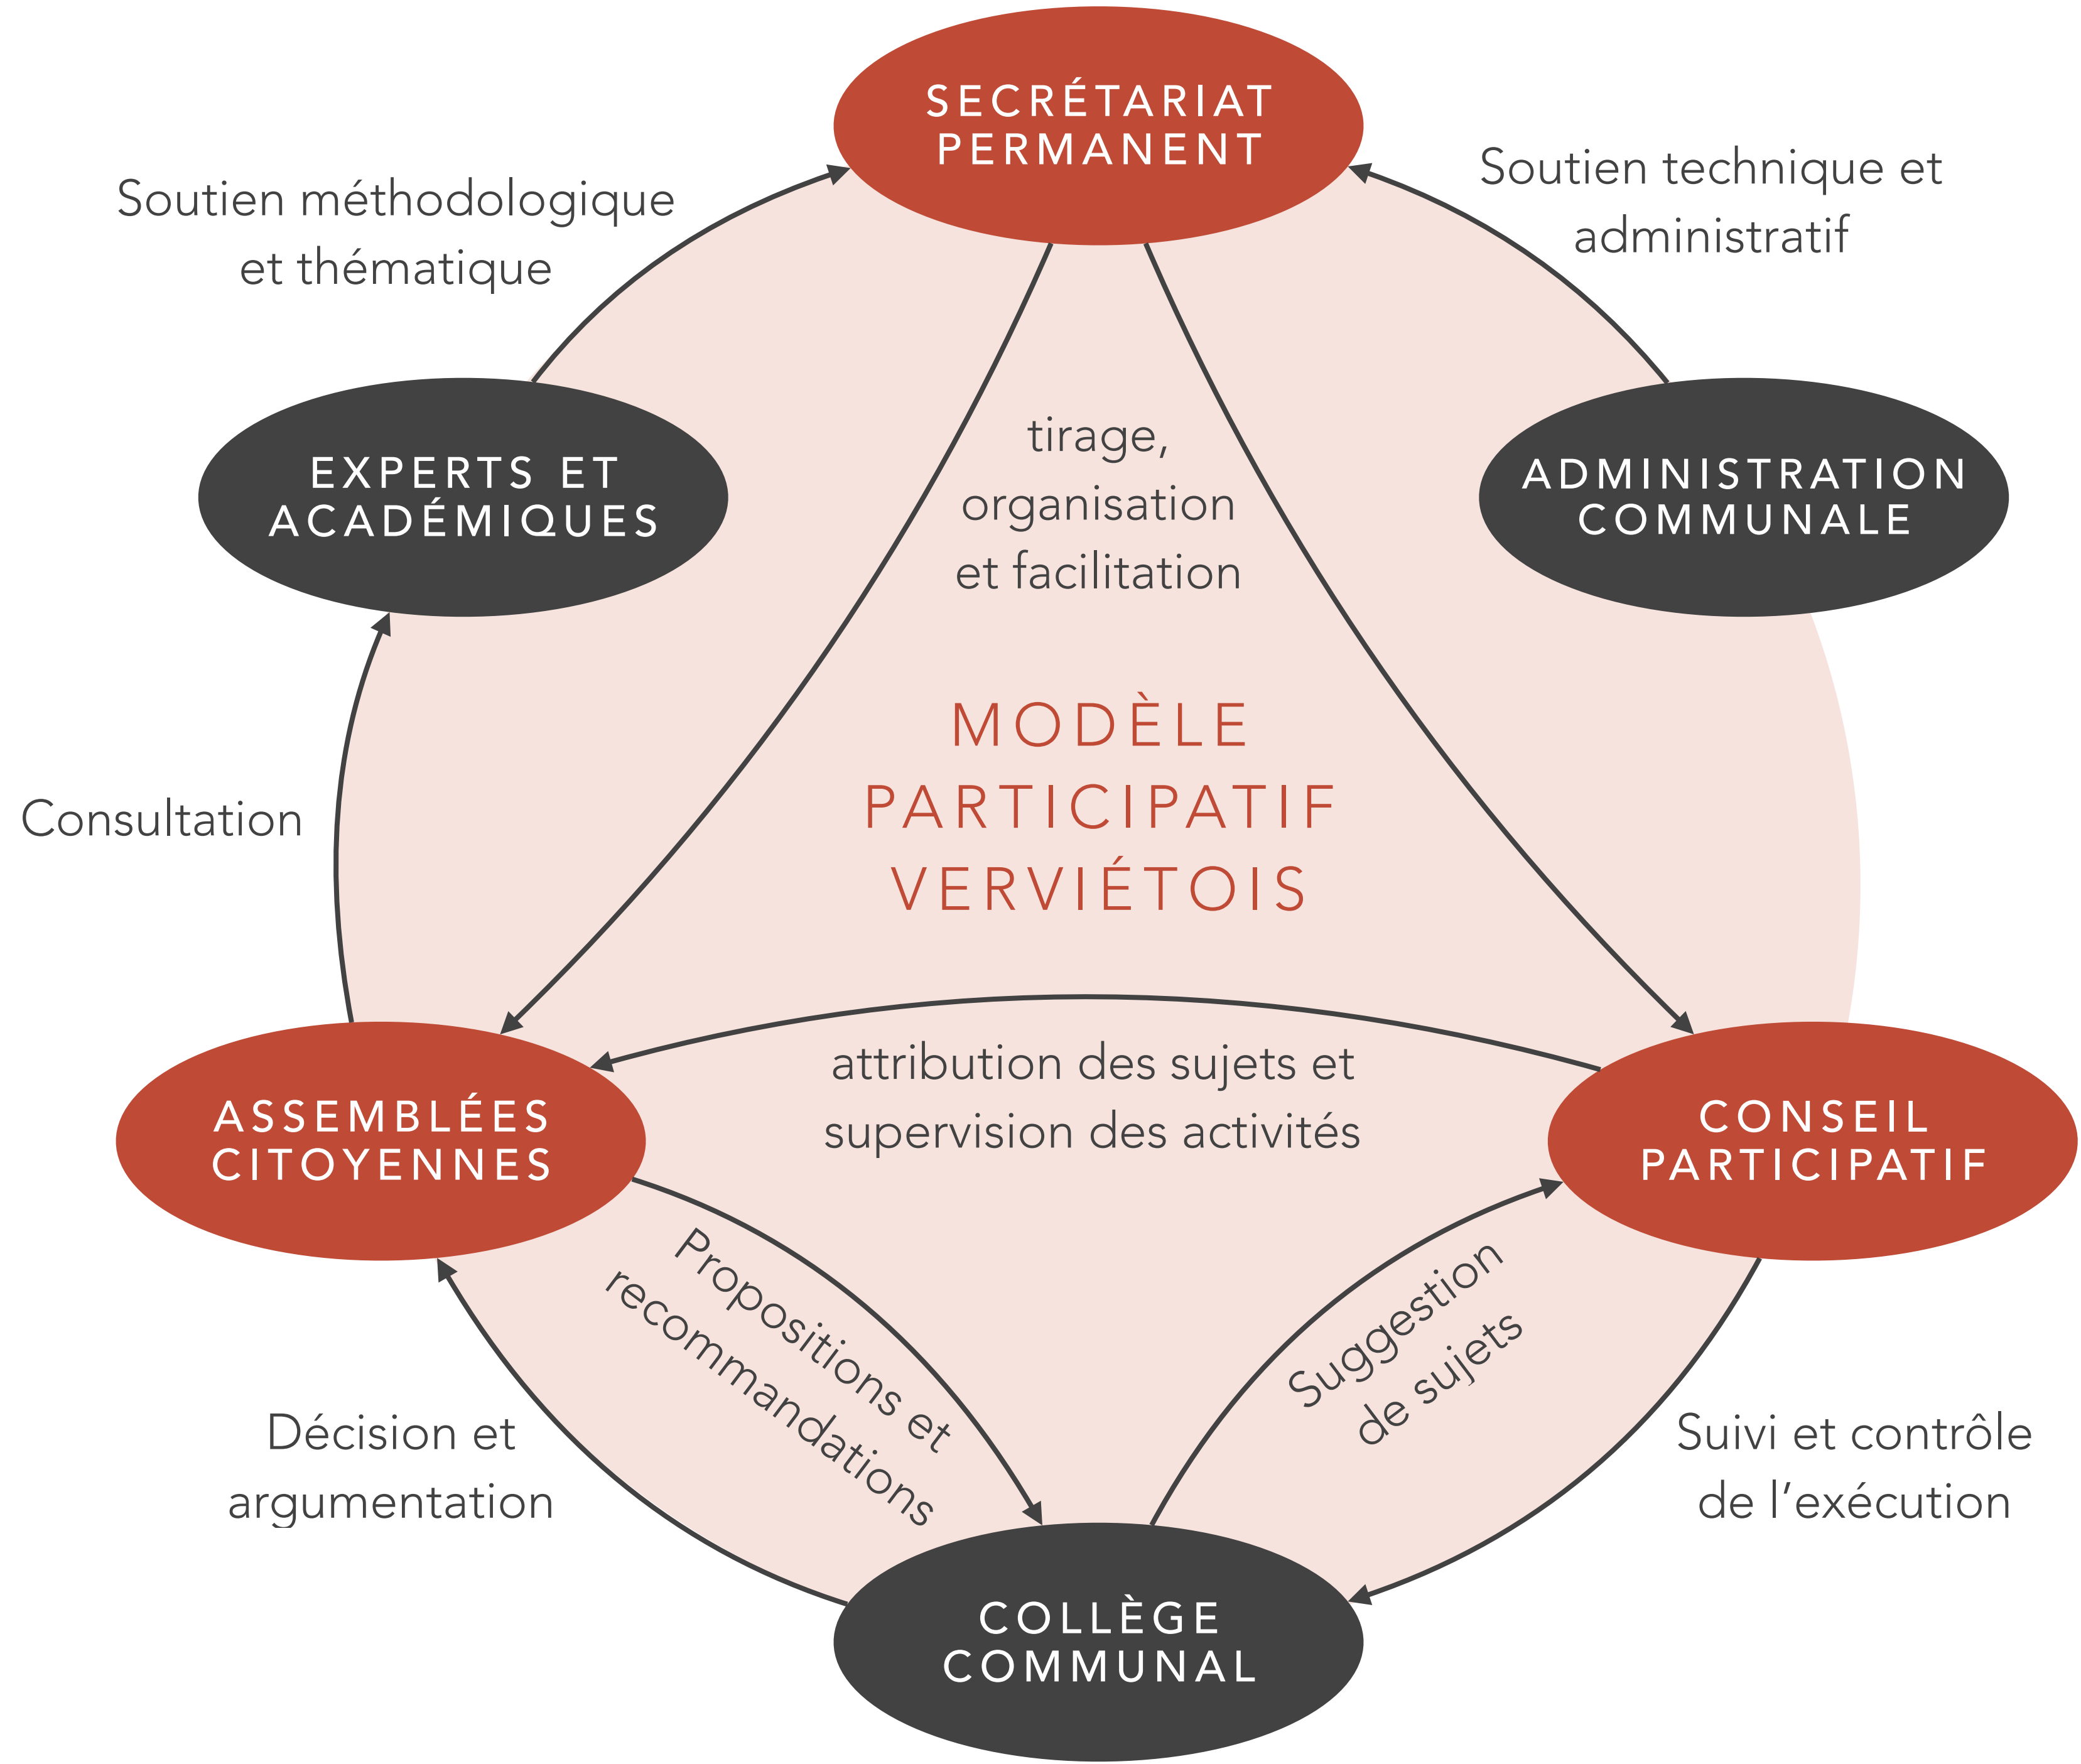 SECRÉTARIAT
PERMANENT
Soutien méthodologique
et thématique
Soutien technique et
administratif
EXPERTS ET
ACADÉMIQUES
tirage,
organisation
et facilitation
ADMINISTRATION
COMMUNALE
MODÈLE
PARTICIPATIF
VERVIÉTOIS
Consultation
attribution des sujets et
supervision des activités
ASSEMBLÉES
CITOYENNES
CONSEIL
PARTICIPATIF
Propositions et
recommandations
Suggestion
de sujets
Décision et
argumentation
Suivi et contrôle
de l’exécution
COLLÈGE
COMMUNAL